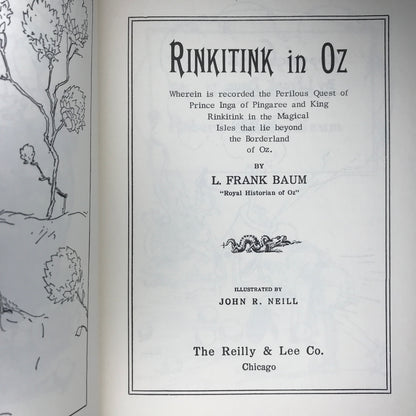 RINKITINK in OZ
Wherein is recorded the Perilous Quest of
Prince Inga of Pingaree and King
Rinkitink in the Magical
Isles that lie beyond
the Borderland
of Oz.
BY
L. FRANK BAUM
"Royal Historian of Oz"
ILLUSTRATED BY
JOHN R. NEILL
The Reilly & Lee Co.
Chicago